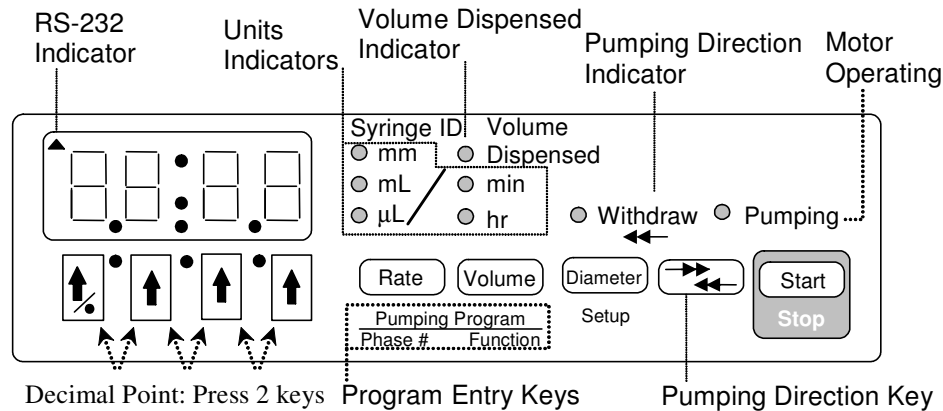 RS-232
Indicator
Units
Indicators
Volume Dispensed
Indicator
Pumping Direction
Indicator
Motor
Operating
Syringe ID
Volume
Dispensed
mm
mL
min
µL
hr
Withdraw
Pumping
Rate
Volume
Diameter
Start
Pumping Program
Setup
Stop
Phase #
Function
Decimal Point: Press 2 keys
Program Entry Keys
Pumping Direction Key